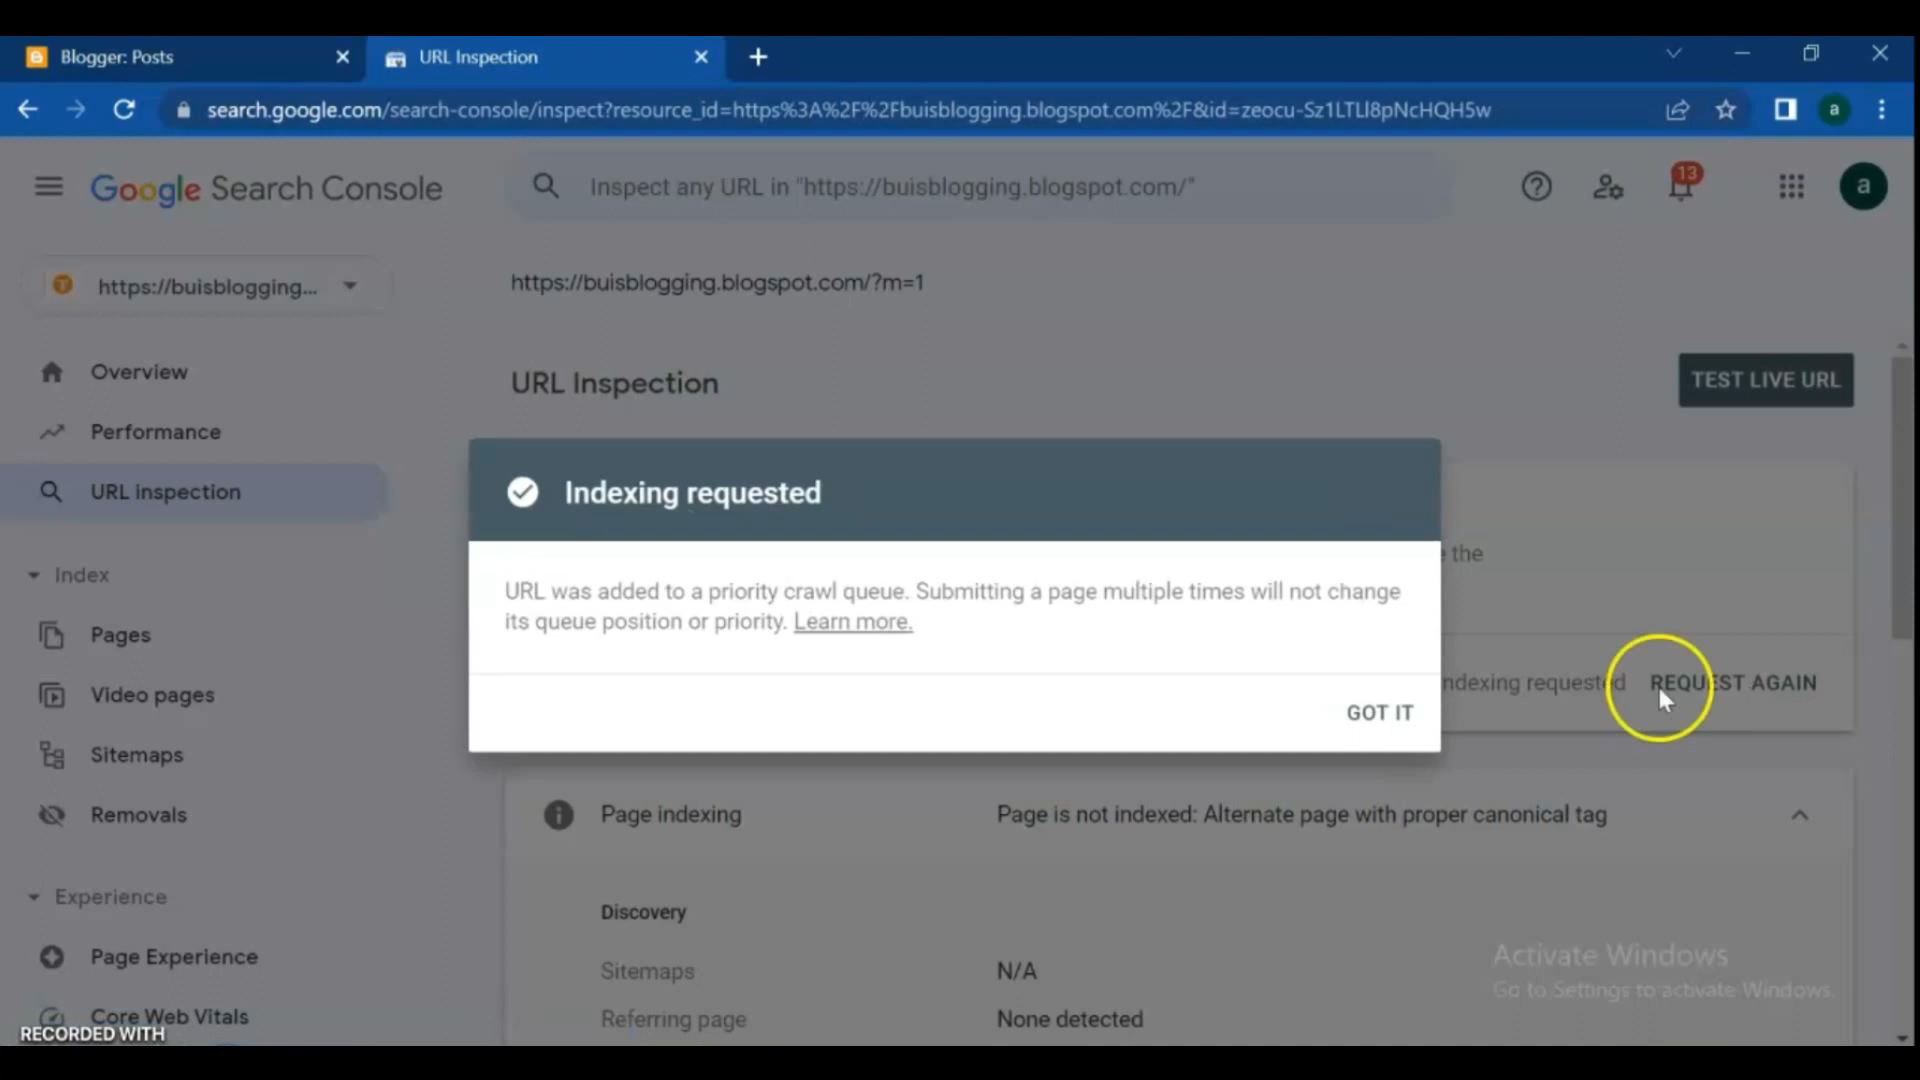 Blogger: Posts
URL Inspection
search.google.com/search-console/inspect?resource_id=https%3A%2F%2Fbuisblogging.blogspot.com%2F&id=zeocu-Sz1LTLl8pNcHQH5w
a
Google Search Console
Inspect any URL in "https://buisblogging.blogspot.com/"
13
a
https://buisblogging...
https://buisblogging.blogspot.com/?m=1
Overview
URL Inspection
TEST LIVE URL
Performance
URL inspection
Indexing requested
e the
Index
URL was added to a priority crawl queue. Submitting a page multiple times will not change
its queue position or priority. Learn more.
Pages
Video pages
ndexing requested
REQUEST AGAIN
GOT IT
Sitemaps
Removals
Page indexing
Page is not indexed: Alternate page with proper canonical tag
Experience
Discovery
Page Experience
Sitemaps
N/A
Activate Windows
Go to Settings to activate Windows.
Core Web Vitals
Referring page
None detected
RECORDED WITH